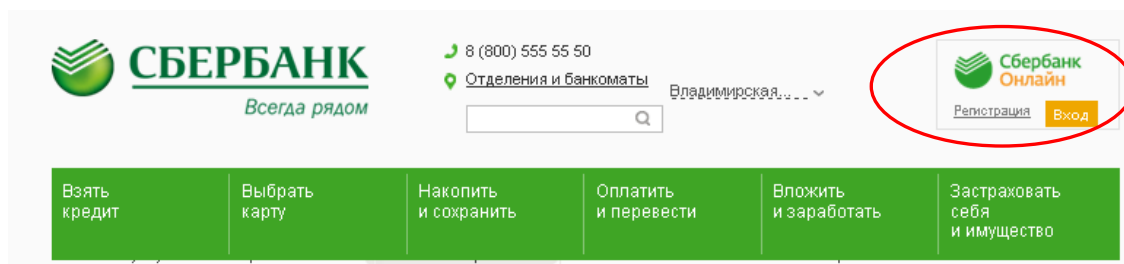 СБЕРБАНК
Всегда рядом
8 (800) 555 55 50
Отделения и банкоматы
Владимирская...
Сбербанк
Онлайн
Регистрация
Вход
Взять
кредит
Выбрать
карту
Накопить
и сохранить
Оплатить
и перевести
Вложить
и заработать
Застраховать
себя
и имущество